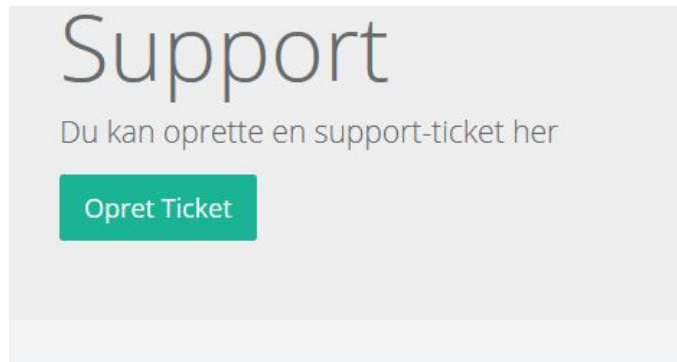 Support
Du kan oprette en support-ticket her
Opret Ticket